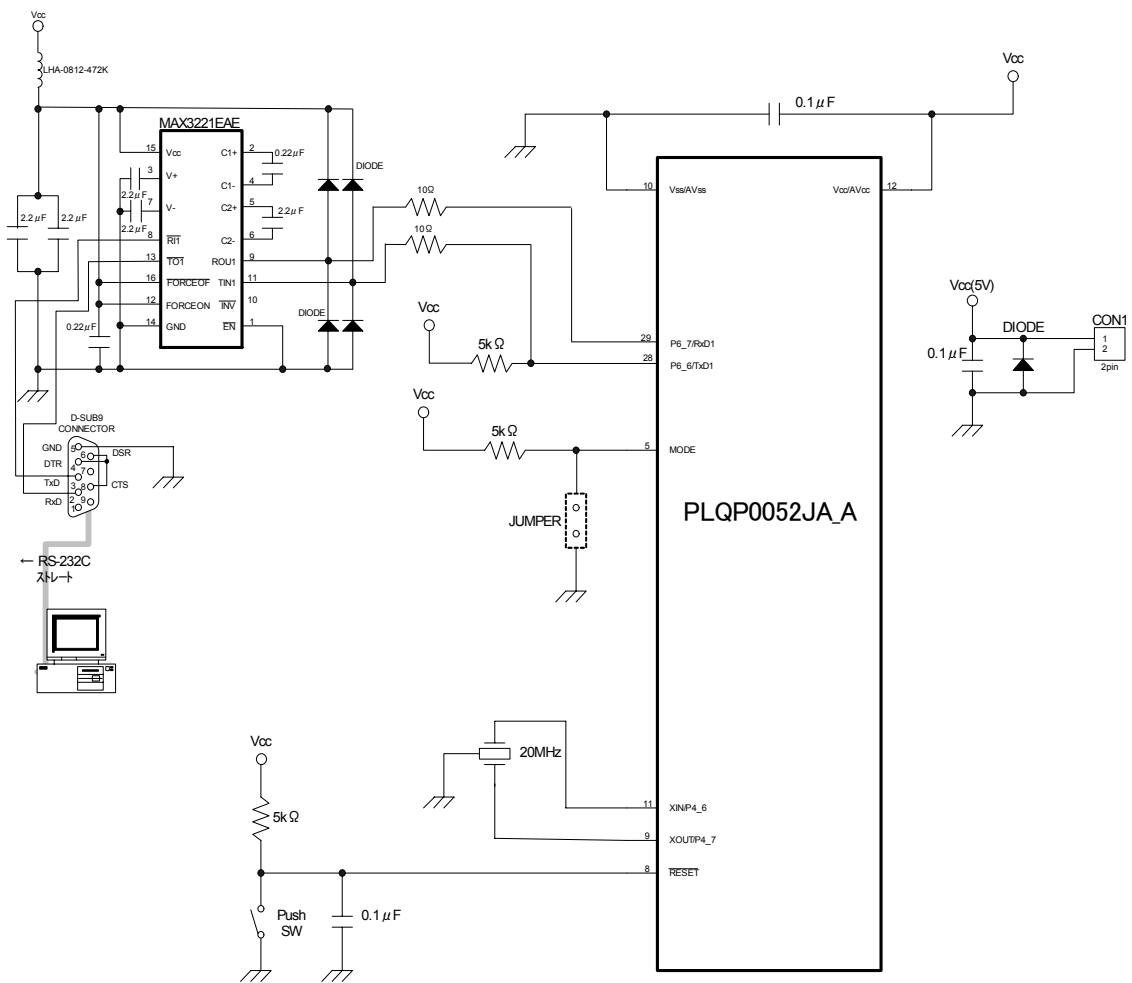 Vcc
LHA-0812-472K
MAX3221EAE
15 Vcc C1+ 2
0.22μF
3 V+ C1- 4
2.2μF
7 V- C2+ 5
2.2μF
2.2μF
C2- 6
8 RI1 ROU1 9
13 TO1 TIN1 11
16 FORCEOF
12 FORCEON INV 10
14 GND EN 1
DIODE
DIODE
2.2μF
2.2μF
0.22μF
10Ω
10Ω
D-SUB9
CONNECTOR
GND 5 6 DSR
DTR 4 7
TxD 3 8 CTS
RxD 2 9
1
← RS-232C
ストレート
Vcc
5kΩ
Vcc
5kΩ
JUMPER
0.1μF
Vcc
10 Vss/AVss Vcc/AVcc 12
29 P6_7/RxD1
28 P6_6/TxD1
5 MODE
PLQP0052JA_A
11 XIN/P4_6
9 XOUT/P4_7
8 RESET
20MHz
Vcc
5kΩ
Push
SW
0.1μF
Vcc(5V)
0.1μF
DIODE
CON1
1
2
2pin